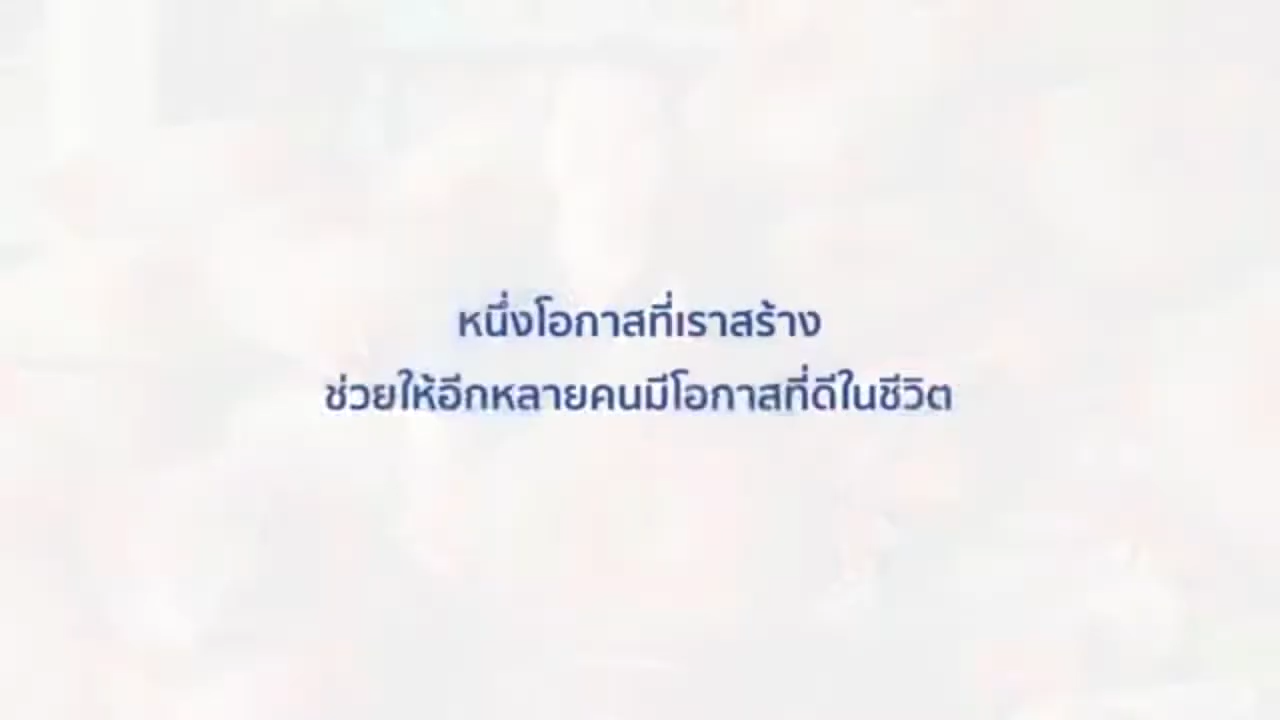 หนึ่งโอกาสที่เราสร้าง
ช่วยให้อีกหลายคนมีโอกาสที่ดีในชีวิต